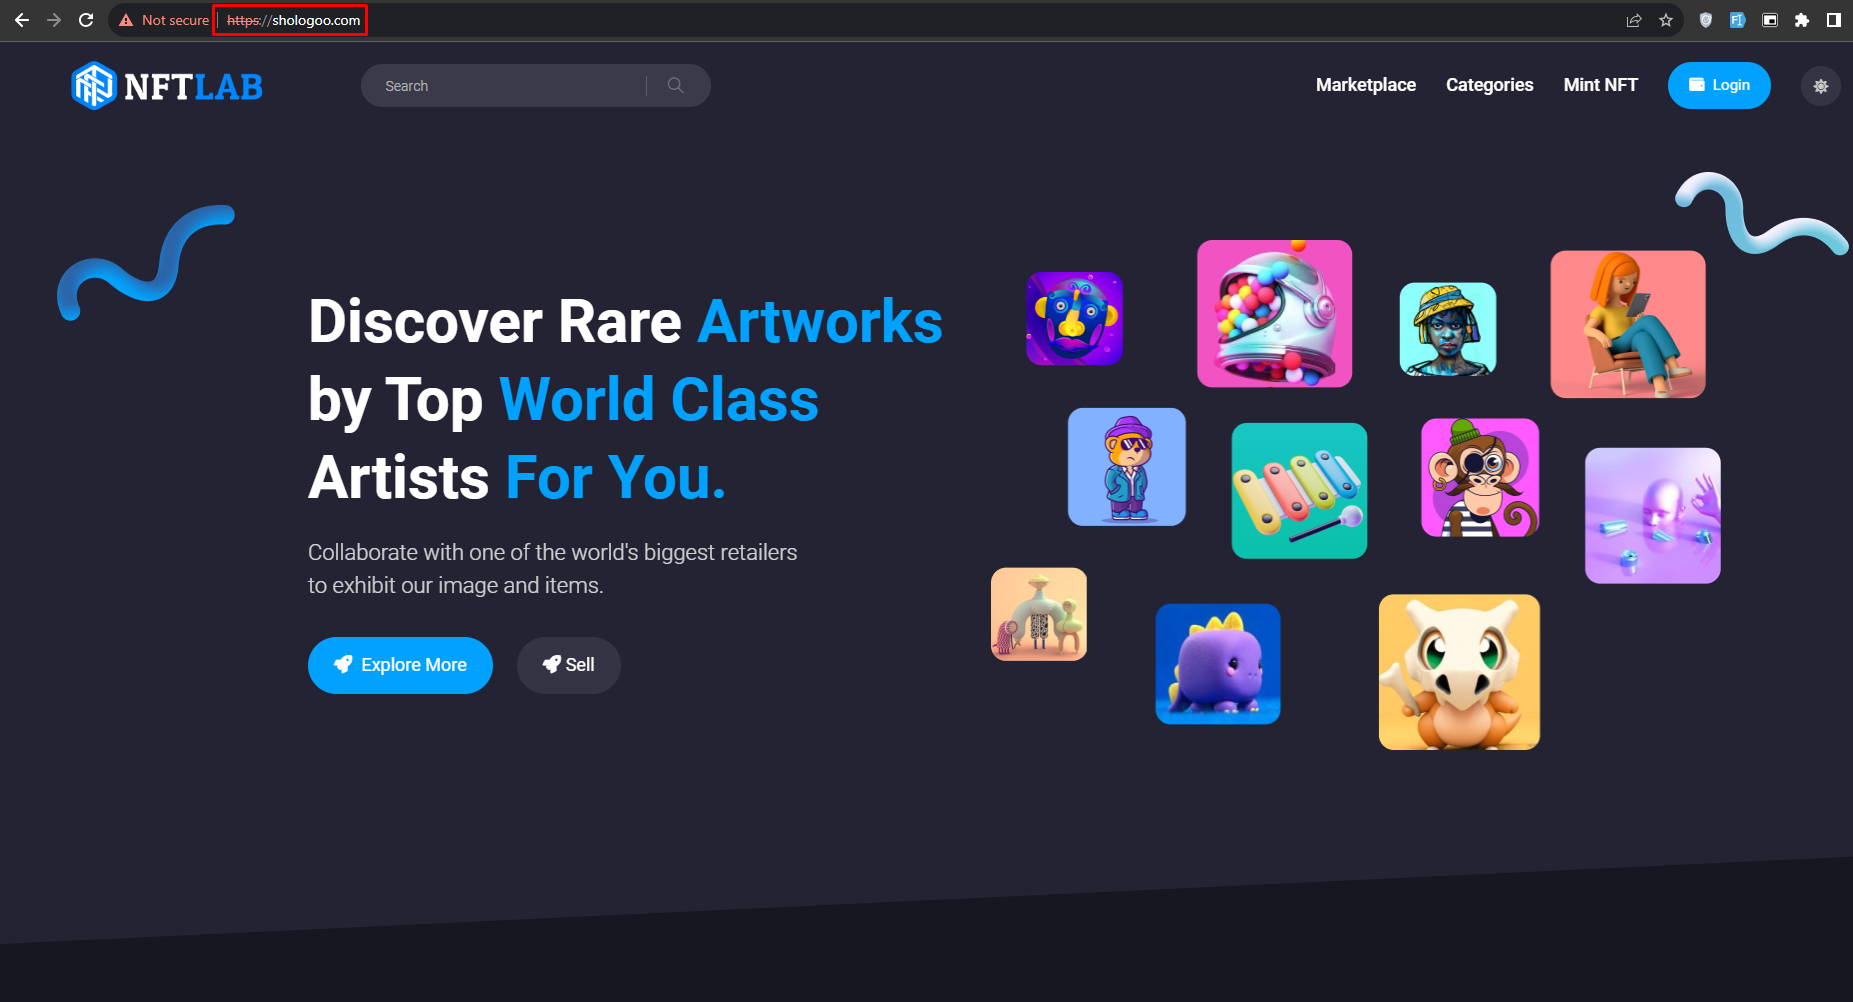 Not secure https://shologoo.com
NFTLAB
Search
Marketplace Categories Mint NFT Login
Discover Rare Artworks
by Top World Class
Artists For You.
Collaborate with one of the world's biggest retailers
to exhibit our image and items.
Explore More Sell